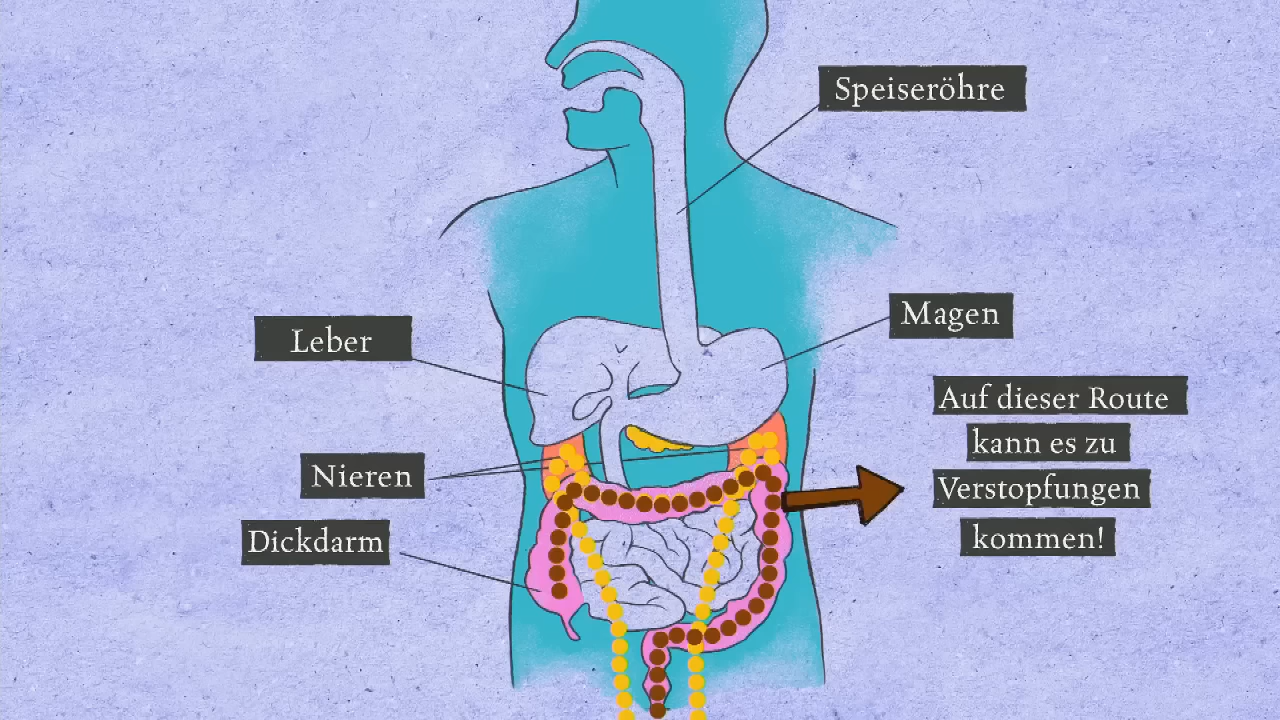 Speiseröhre
Leber
Magen
Auf dieser Route
kann es zu
Verstopfungen
kommen!
Nieren
Dickdarm